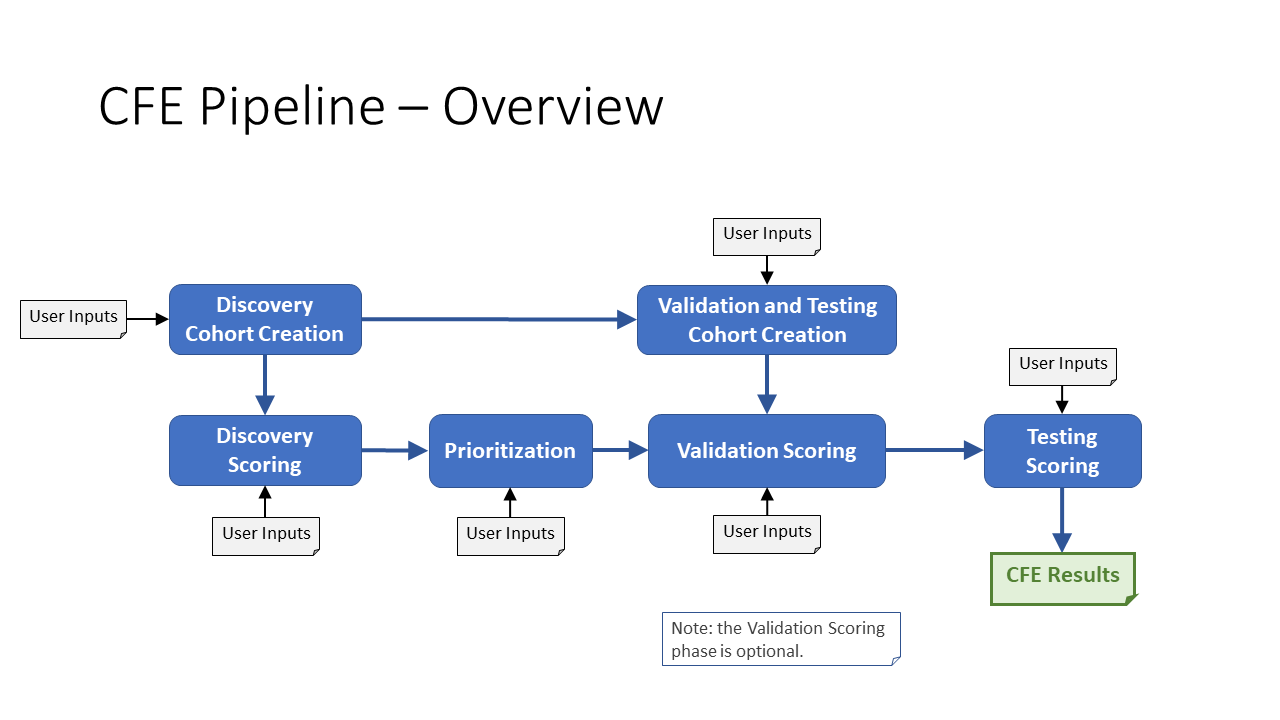 CFE Pipeline – Overview
User Inputs
User Inputs
Discovery
Cohort Creation
Validation and Testing
Cohort Creation
User Inputs
Discovery
Scoring
Prioritization
Validation Scoring
Testing
Scoring
User Inputs
User Inputs
User Inputs
CFE Results
Note: the Validation Scoring
phase is optional.